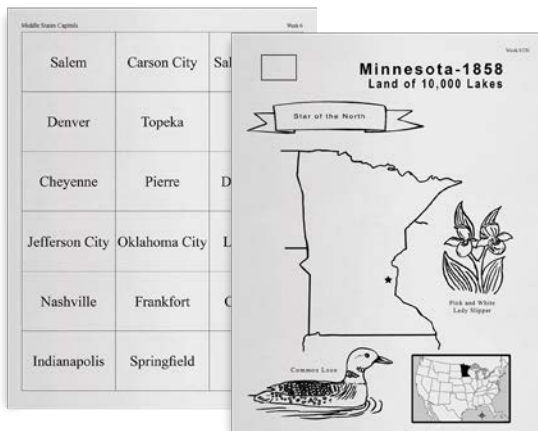 Middle States Capitals
Week 6
Salem
Carson City
Sal
Denver
Topeka
Cheyenne
Pierre
D
Jefferson City
Oklahoma City
L
Nashville
Frankfort
Indianapolis
Springfield
Minnesota-1858
Land of 10,000 Lakes
Star of the North
Pink and White
Lady Slipper
Common Loon